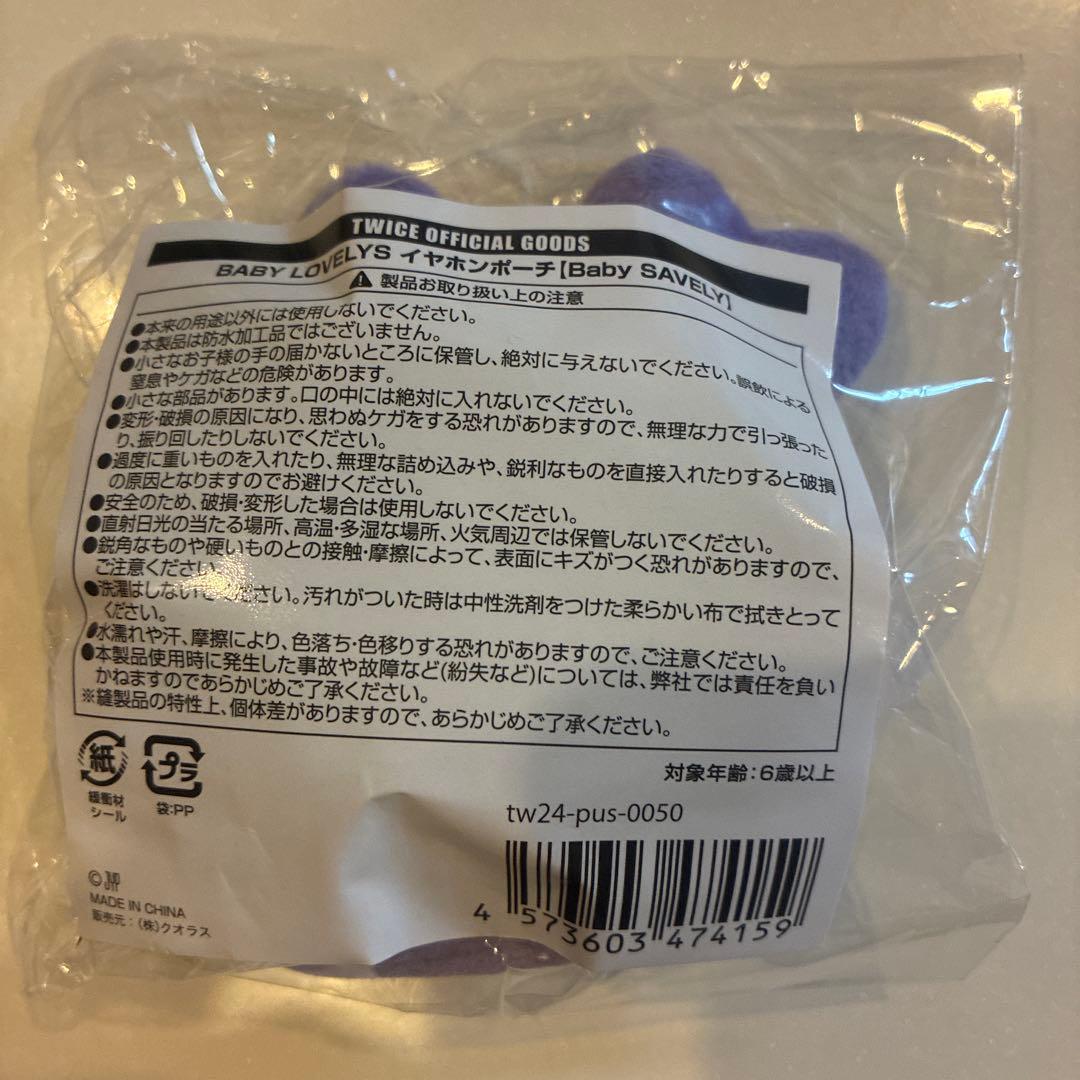 TWICE OFFICIAL GOODS
BABY LOVELYS イヤホンポーチ【Baby SAVELY】
製品お取り扱い上の注意
●本来の用途以外には使用しないでください。
●本製品は防水加工品ではございません。
●小さなお子様の手の届かないところに保管し、絶対に与えないでください。誤飲による
窒息やケガなどの危険があります。
●小さな部品があります。口の中には絶対に入れないでください。
●変形・破損の原因になり、思わぬケガをする恐れがありますので、無理な力で引っ張った
り、振り回したりしないでください。
●過度に重いものを入れたり、無理な詰め込みや、鋭利なものを直接入れたりすると破損
の原因となりますのでお避けください。
●安全のため、破損・変形した場合は使用しないでください。
●直射日光の当たる場所、高温・多湿な場所、火気周辺では保管しないでください。
●鋭角なものや硬いものとの接触・摩擦によって、表面にキズがつく恐れがありますので、
ご注意ください。
●洗濯はしないでください。汚れがついた時は中性洗剤をつけた柔らかい布で拭きとって
ください。
●水濡れや汗、摩擦により、色落ち・色移りする恐れがありますので、ご注意ください。
●本製品使用時に発生した事故や故障など(紛失など)については、弊社では責任を負い
かねますのであらかじめご了承ください。
※縫製品の特性上、個体差がありますので、あらかじめご了承ください。
紙
緩衝材
シール
プラ
袋:PP
対象年齢:6歳以上
tw24-pus-0050
4 573603 474159
©JYP
MADE IN CHINA
販売元:(株)クオラス